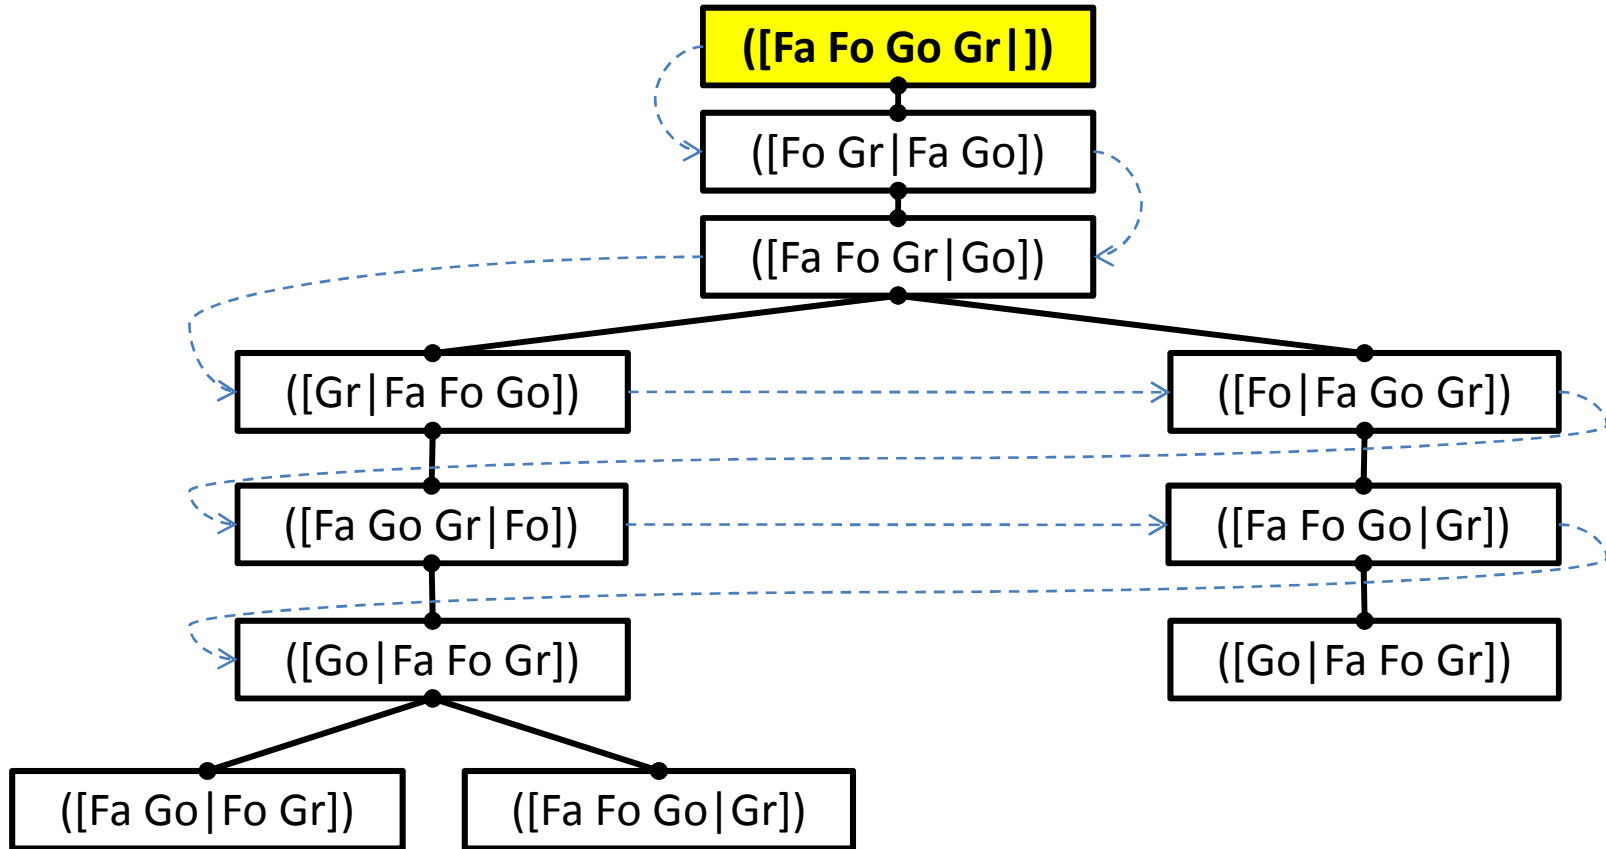 ([Fa Fo Go Gr|])
([Fo Gr|Fa Go])
([Fa Fo Gr|Go])
([Gr|Fa Fo Go])
([Fo|Fa Go Gr])
([Fa Go Gr|Fo])
([Fa Fo Go|Gr])
([Go|Fa Fo Gr])
([Go|Fa Fo Gr])
([Fa Go|Fo Gr])
([Fa Fo Go|Gr])